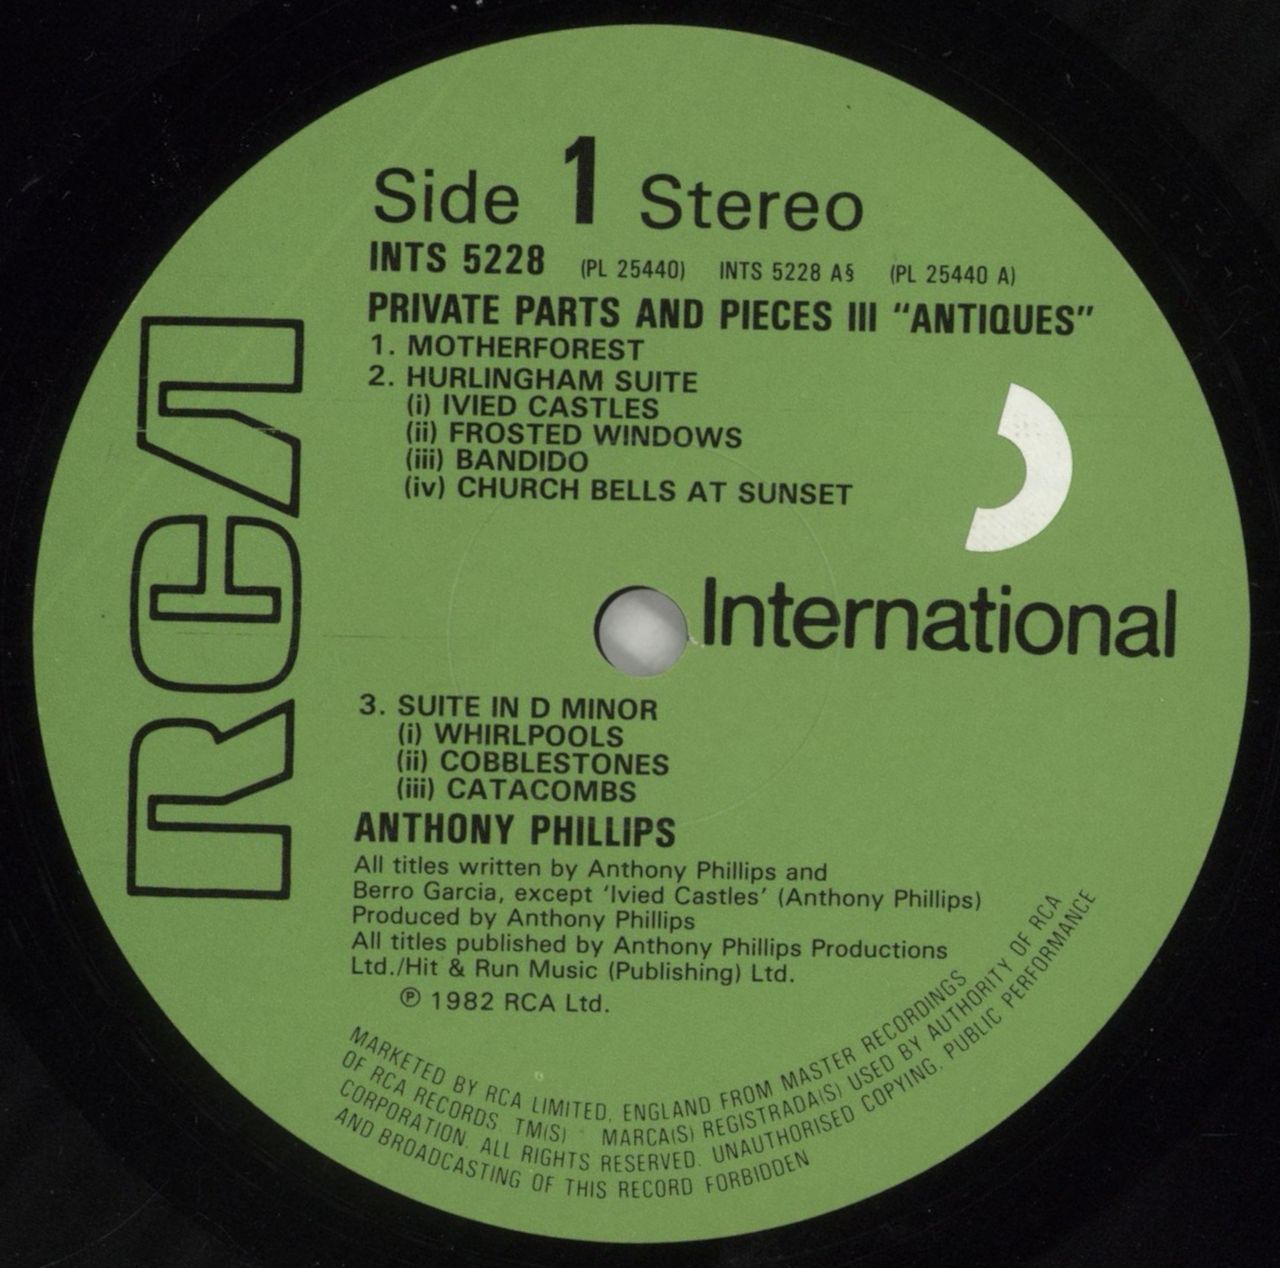 Side 1 Stereo
INTS 5228 (PL 25440) INTS 5228 A§ (PL 25440 A)
PRIVATE PARTS AND PIECES III "ANTIQUES"
1. MOTHERFOREST
2. HURLINGHAM SUITE
(i) IVIED CASTLES
(ii) FROSTED WINDOWS
(iii) BANDIDO
(iv) CHURCH BELLS AT SUNSET
RCA
International
3. SUITE IN D MINOR
(i) WHIRLPOOLS
(ii) COBBLESTONES
(iii) CATACOMBS
ANTHONY PHILLIPS
All titles written by Anthony Phillips and
Berro Garcia, except 'Ivied Castles' (Anthony Phillips)
Produced by Anthony Phillips
All titles published by Anthony Phillips Productions
Ltd./Hit & Run Music (Publishing) Ltd.
℗ 1982 RCA Ltd.
MARKETED BY RCA LIMITED, ENGLAND FROM MASTER RECORDINGS
OF RCA RECORDS. TM(S) MARCA(S) REGISTRADA(S) USED BY AUTHORITY OF RCA
CORPORATION. ALL RIGHTS RESERVED. UNAUTHORISED COPYING, PUBLIC PERFORMANCE
AND BROADCASTING OF THIS RECORD FORBIDDEN